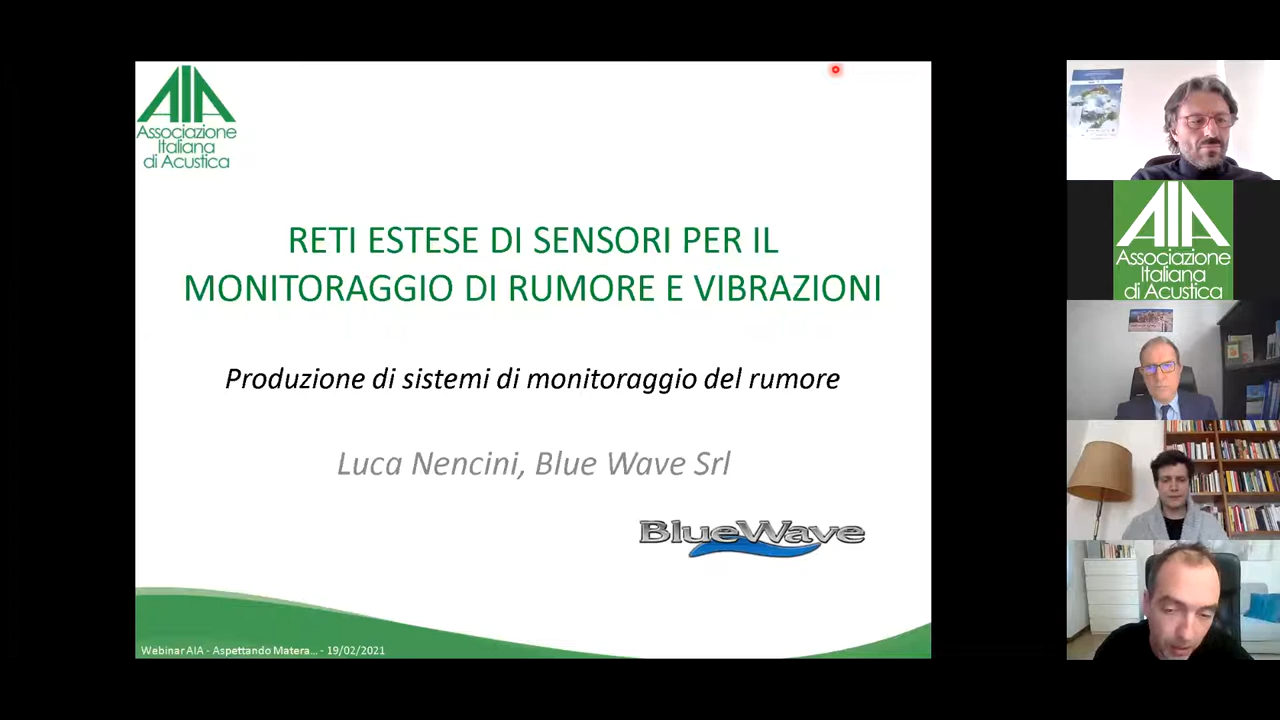 AIA
Associazione
Italiana
di Acustica
RETI ESTESE DI SENSORI PER IL
MONITORAGGIO DI RUMORE E VIBRAZIONI
Produzione di sistemi di monitoraggio del rumore
Luca Nencini, Blue Wave Srl
BlueWave
Webinar AIA - Aspettando Matera... - 19/02/2021
AIA
Associazione
Italiana
di Acustica